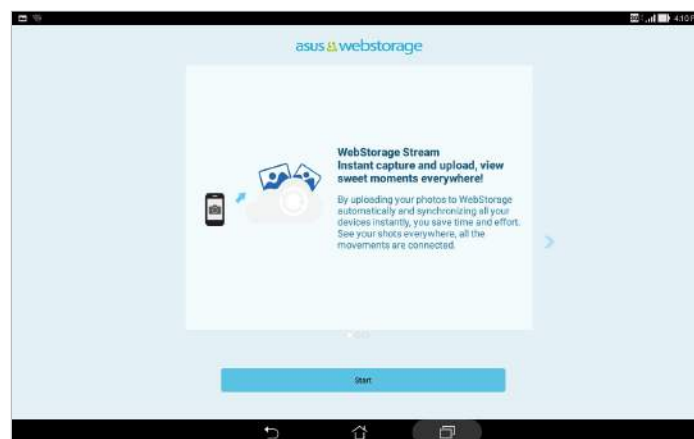 4:10 P
asus webstorage
WebStorage Stream
Instant capture and upload, view
sweet moments everywhere!
By uploading your photos to WebStorage
automatically and synchronizing all your
devices instantly, you save time and effort.
See your shots everywhere, all the
movements are connected.
Start